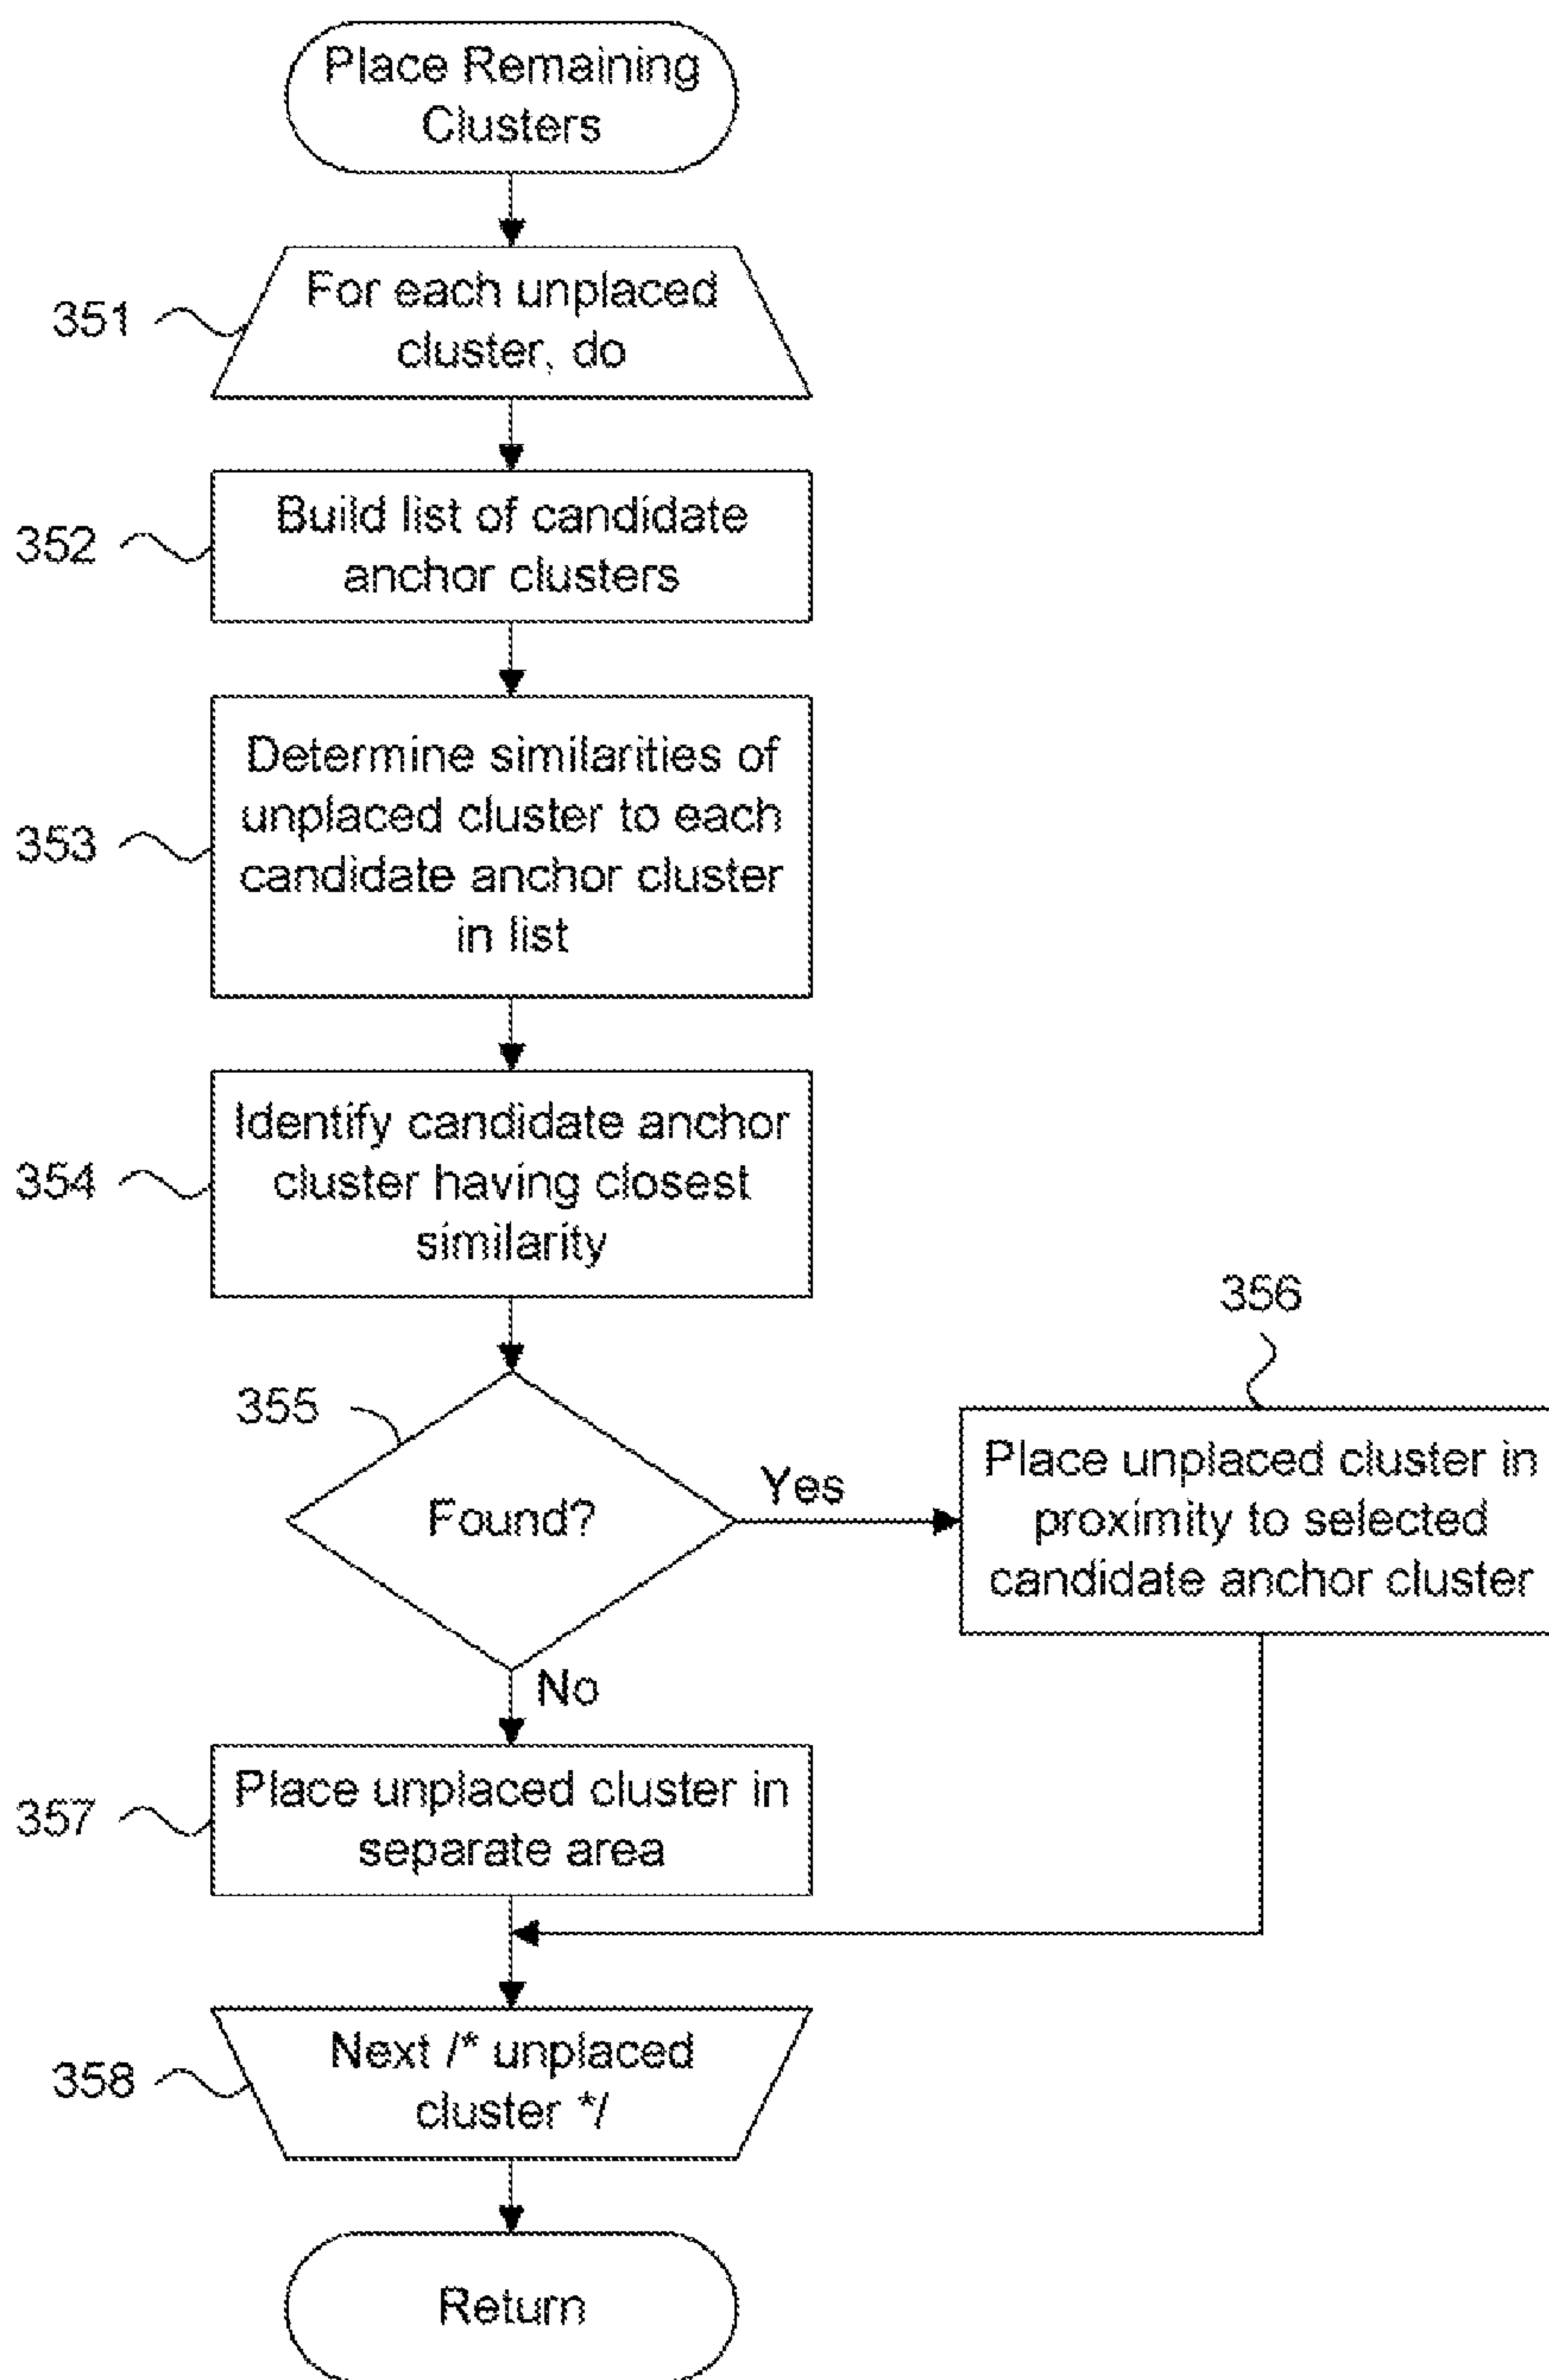 Place Remaining
Clusters
351
For each unplaced
cluster, do
352
Build list of candidate
anchor clusters
353
Determine similarities of
unplaced cluster to each
candidate anchor cluster
in list
354
Identify candidate anchor
cluster having closest
similarity
355
Found?
Yes
356
Place unplaced cluster in
proximity to selected
candidate anchor cluster
No
357
Place unplaced cluster in
separate area
358
Next /* unplaced
cluster */
Return